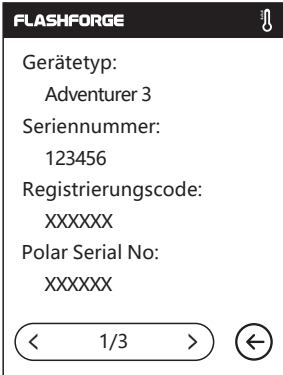 FLASHFORGE
Gerätetyp:
Adventurer 3
Seriennummer:
123456
Registrierungscode:
XXXXXX
Polar Serial No:
XXXXXX
1/3